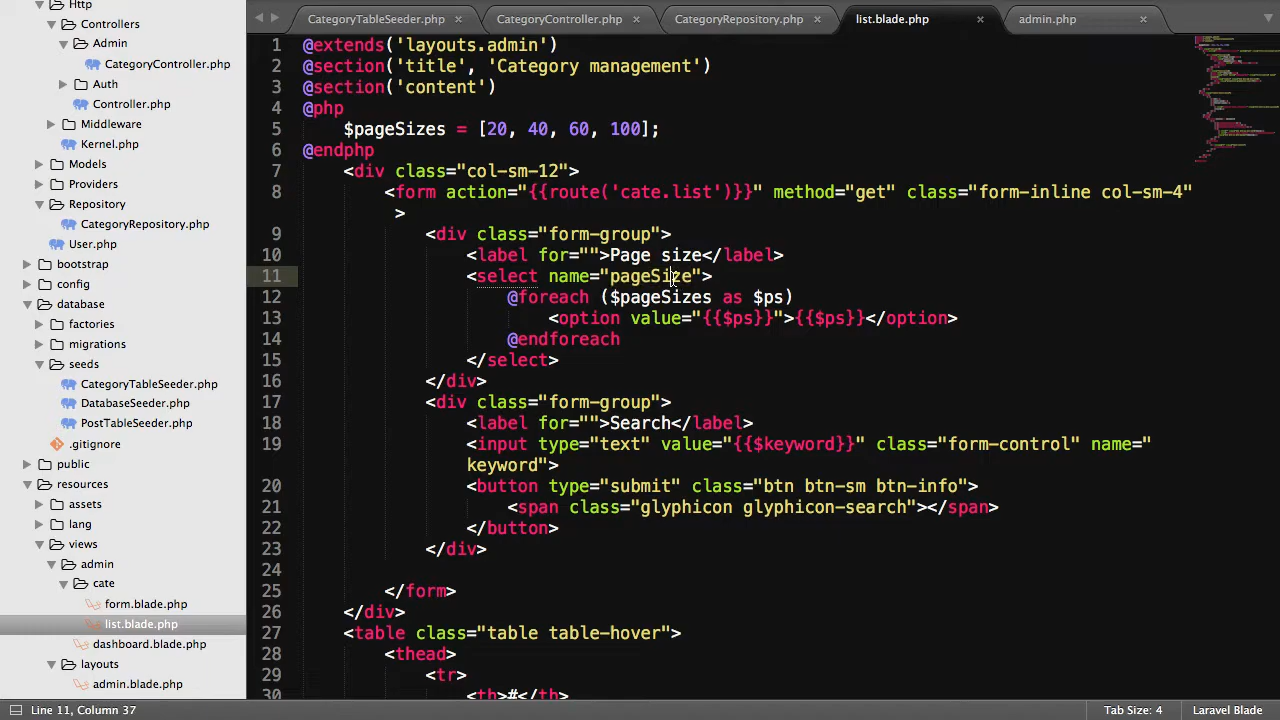 Http
Controllers
Admin
CategoryController.php
Auth
Controller.php
Middleware
Kernel.php
Models
Providers
Repository
CategoryRepository.php
User.php
bootstrap
config
database
factories
migrations
seeds
CategoryTableSeeder.php
DatabaseSeeder.php
PostTableSeeder.php
.gitignore
public
resources
assets
lang
views
admin
cate
form.blade.php
list.blade.php
dashboard.blade.php
layouts
admin.blade.php
CategoryTableSeeder.php × CategoryController.php × CategoryRepository.php × list.blade.php × admin.php ×
1 @extends('layouts.admin')
2 @section('title', 'Category management')
3 @section('content')
4 @php
5 $pageSizes = [20, 40, 60, 100];
6 @endphp
7 <div class="col-sm-12">
8 <form action="{{route('cate.list')}}" method="get" class="form-inline col-sm-4"
>
9 <div class="form-group">
10 <label for="">Page size</label>
11 <select name="pageSize">
12 @foreach ($pageSizes as $ps)
13 <option value="{{$ps}}">{{$ps}}</option>
14 @endforeach
15 </select>
16 </div>
17 <div class="form-group">
18 <label for="">Search</label>
19 <input type="text" value="{{$keyword}}" class="form-control" name="
keyword">
20 <button type="submit" class="btn btn-sm btn-info">
21 <span class="glyphicon glyphicon-search"></span>
22 </button>
23 </div>
24
25 </form>
26 </div>
27 <table class="table table-hover">
28 <thead>
29 <tr>
30 <th>#</th>
Line 11, Column 37 Tab Size: 4 Laravel Blade